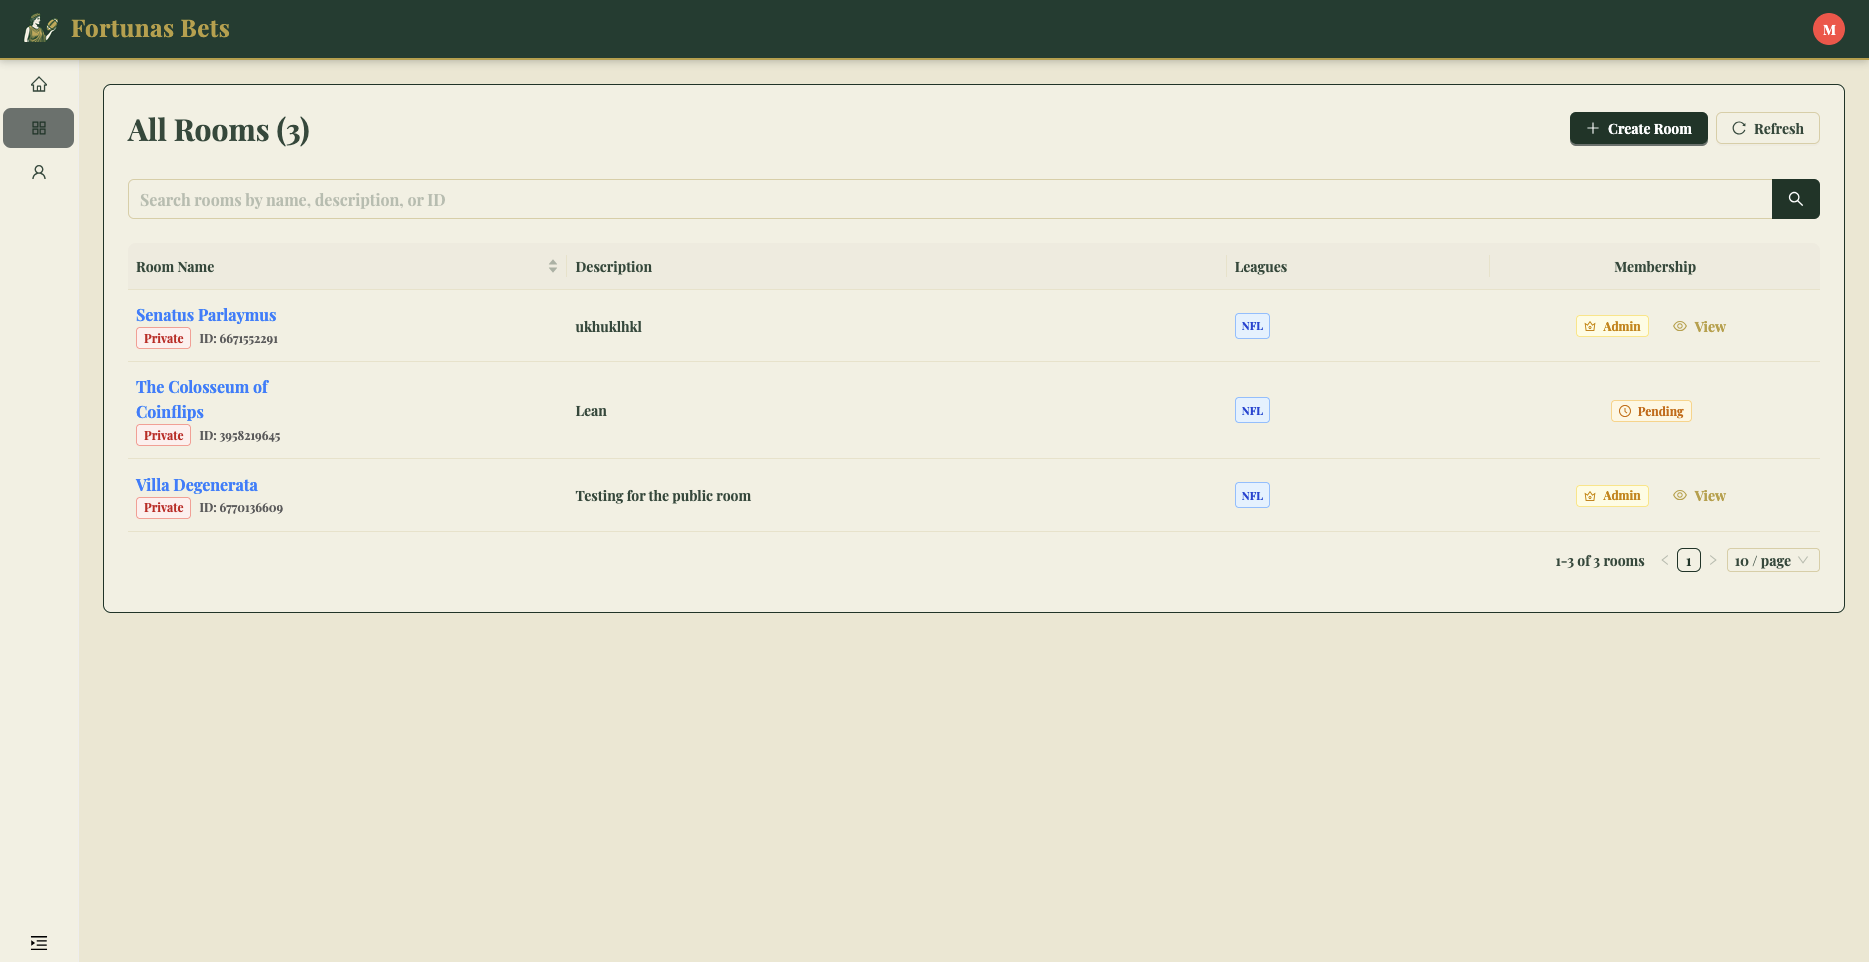 Fortunas Bets
M
All Rooms (3)
Create Room
Refresh
Search rooms by name, description, or ID
Room Name
Description
Leagues
Membership
Senatus Parlaymus
Private ID: 6671552291
ukhuklhkl
NFL
Admin
View
The Colosseum of
Coinflips
Private ID: 3958219645
Lean
NFL
Pending
Villa Degenerata
Private ID: 6770136609
Testing for the public room
NFL
Admin
View
1-3 of 3 rooms
1
10 / page